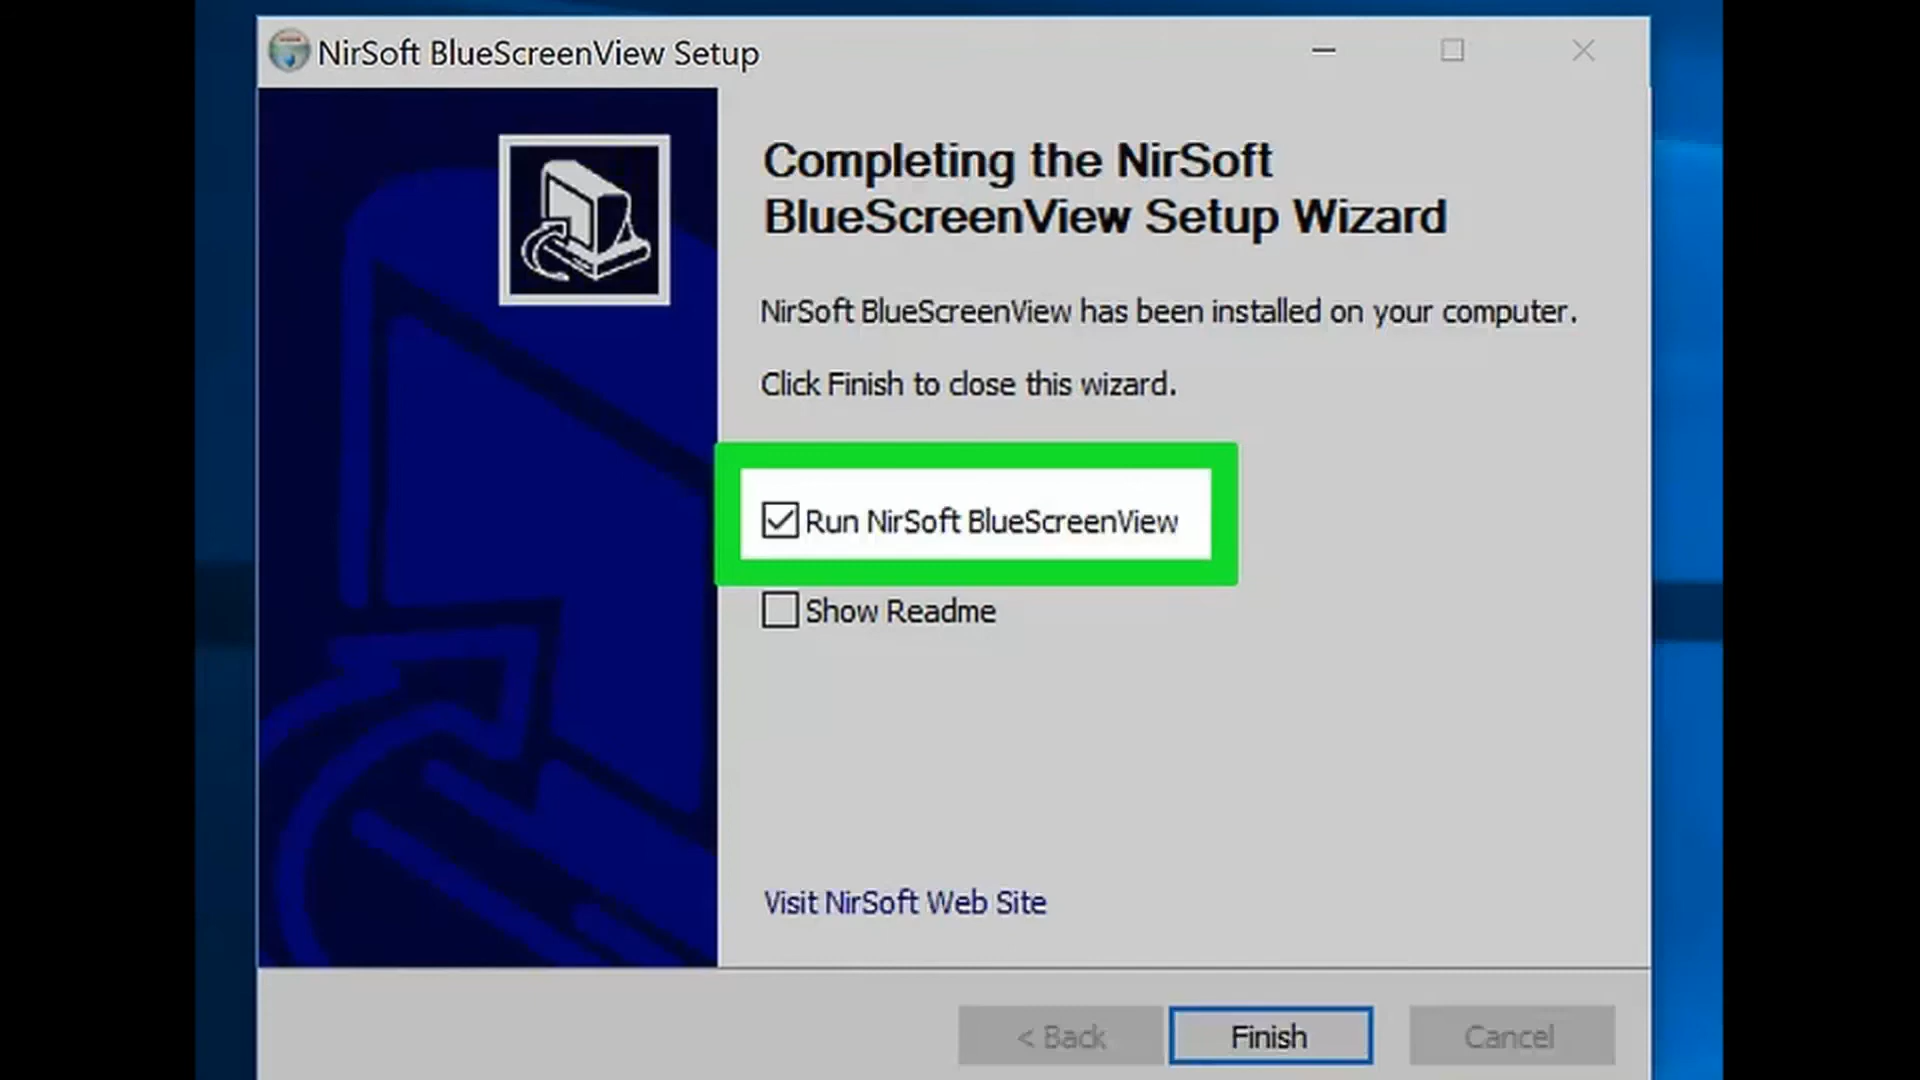 NirSoft BlueScreenView Setup
Completing the NirSoft
BlueScreenView Setup Wizard
NirSoft BlueScreenView has been installed on your computer.
Click Finish to close this wizard.
Run NirSoft BlueScreenView
Show Readme
Visit NirSoft Web Site
< Back Finish Cancel